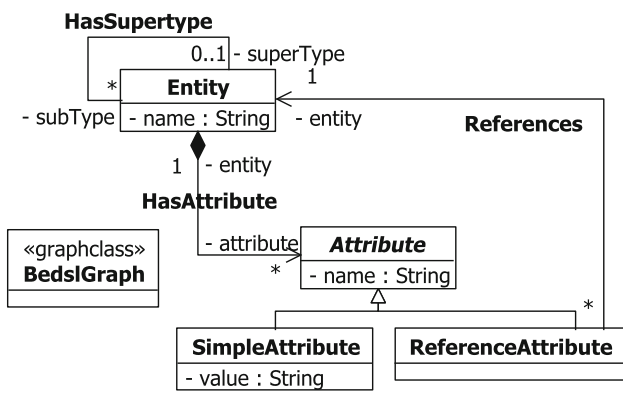 HasSupertype
0..1 - superType
1
Entity
*
- subType
- name : String
- entity
References
1 - entity
HasAttribute
«graphclass»
BedslGraph
- attribute
*
Attribute
- name : String
*
SimpleAttribute
- value : String
ReferenceAttribute